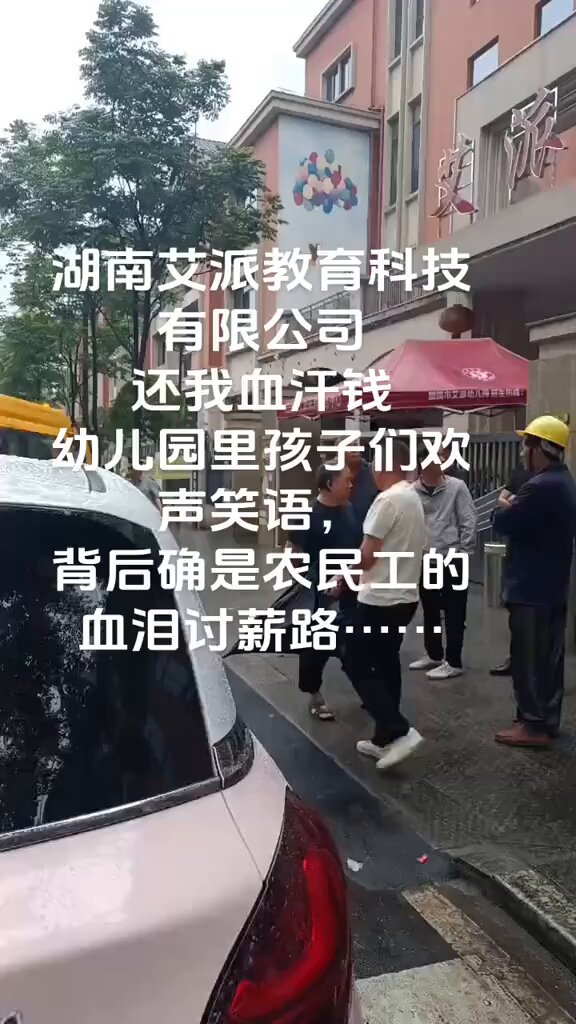 艾派
湖南艾派教育科技
有限公司
还我血汗钱
幼儿园里孩子们欢
声笑语，
背后确是农民工的
血泪讨薪路……